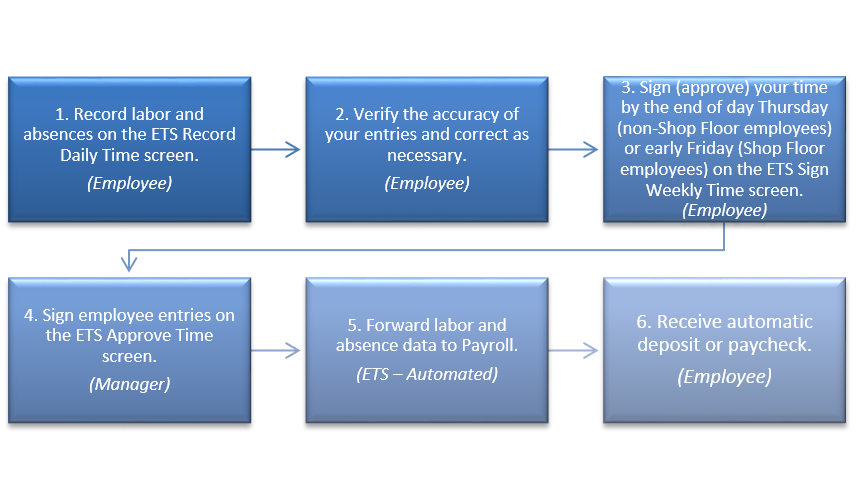 1. Record labor and
absences on the ETS Record
Daily Time screen.
(Employee)
2. Verify the accuracy of
your entries and correct as
necessary.
(Employee)
3. Sign (approve) your time
by the end of day Thursday
(non-Shop Floor employees)
or early Friday (Shop Floor
employees) on the ETS Sign
Weekly Time screen.
(Employee)
4. Sign employee entries on
the ETS Approve Time
screen.
(Manager)
5. Forward labor and
absence data to Payroll.
(ETS – Automated)
6. Receive automatic
deposit or paycheck.
(Employee)